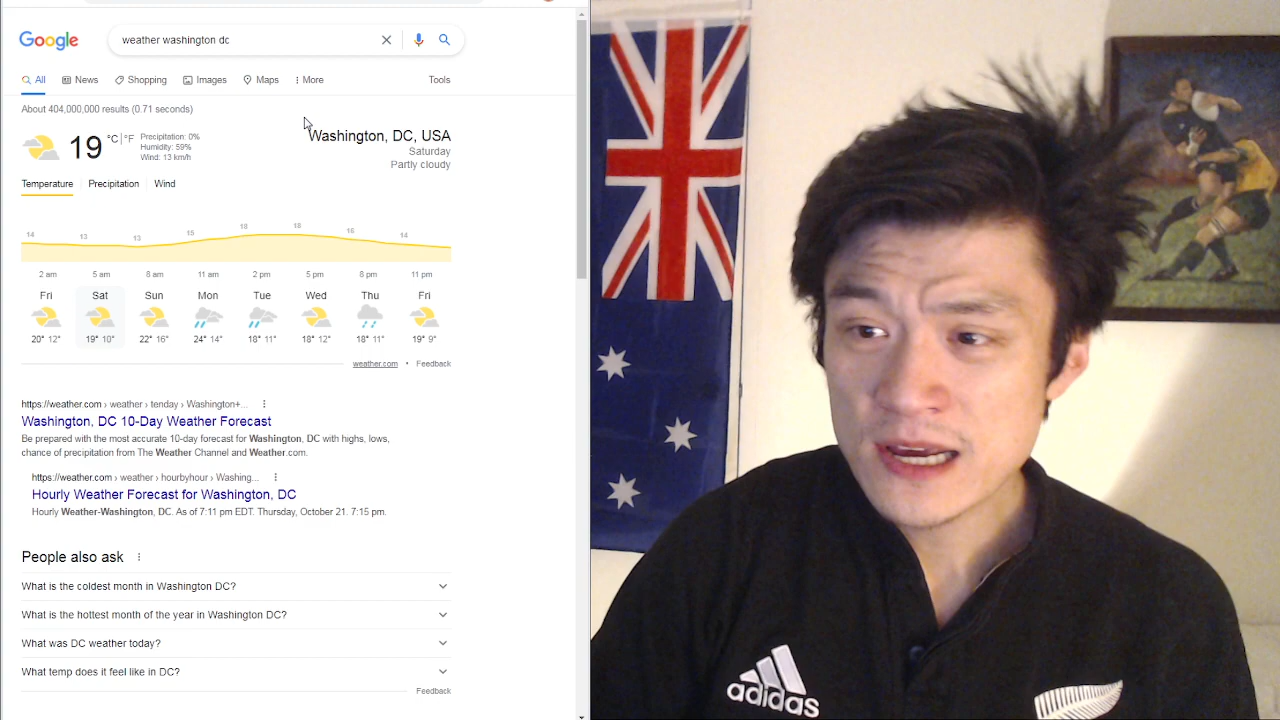 Google
weather washington dc
All News Shopping Images Maps More Tools
About 404,000,000 results (0.71 seconds)
19 °C | °F
Precipitation: 0%
Humidity: 59%
Wind: 13 km/h
Washington, DC, USA
Saturday
Partly cloudy
Temperature Precipitation Wind
14 13 13 15 18 18 16 14
2 am 5 am 8 am 11 am 2 pm 5 pm 8 pm 11 pm
Fri Sat Sun Mon Tue Wed Thu Fri
20° 12° 19° 10° 22° 16° 24° 14° 18° 11° 18° 12° 18° 11° 19° 9°
weather.com • Feedback
https://weather.com › weather › tenday › Washington+...
Washington, DC 10-Day Weather Forecast
Be prepared with the most accurate 10-day forecast for Washington, DC with highs, lows,
chance of precipitation from The Weather Channel and Weather.com.
https://weather.com › weather › hourbyhour › Washing...
Hourly Weather Forecast for Washington, DC
Hourly Weather-Washington, DC. As of 7:11 pm EDT. Thursday, October 21. 7:15 pm.
People also ask
What is the coldest month in Washington DC?
What is the hottest month of the year in Washington DC?
What was DC weather today?
What temp does it feel like in DC?
Feedback
adidas